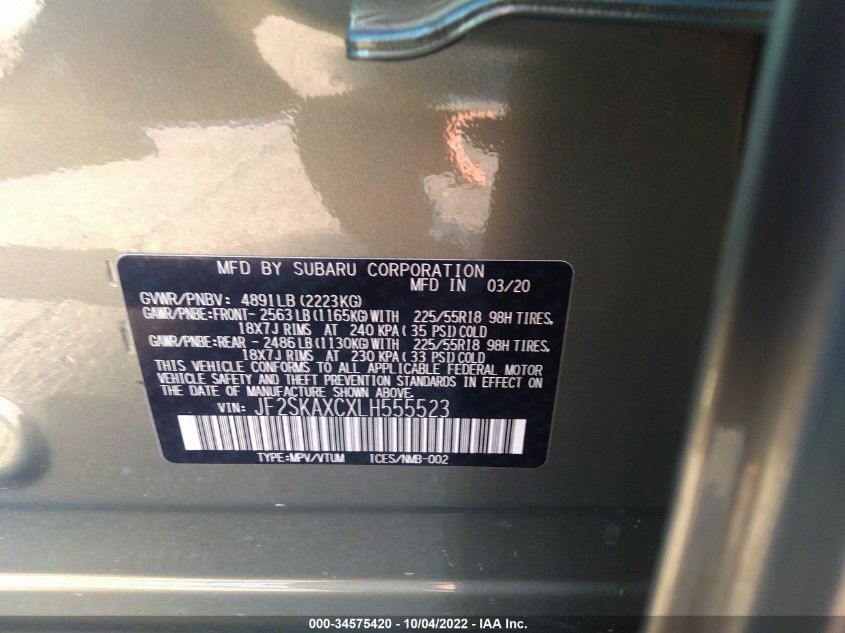 MFD BY SUBARU CORPORATION
MFD IN 03/20
GVWR/PNBV: 4891LB (2223KG)
GAWR/PNBE:FRONT- 2563LB (1165KG) WITH 225/55R18 98H TIRES,
18X7J RIMS AT 240 KPA( 35 PSI) COLD
GAWR/PNBE:REAR - 2486LB (1130KG) WITH 225/55R18 98H TIRES,
18X7J RIMS AT 230 KPA( 33 PSI) COLD
THIS VEHICLE CONFORMS TO ALL APPLICABLE FEDERAL MOTOR
VEHICLE SAFETY AND THEFT PREVENTION STANDARDS IN EFFECT ON
THE DATE OF MANUFACTURE SHOWN ABOVE.
VIN: JF2SKAXCXLH555523
TYPE:MPV/VTUM ICES/NMB-002
000-34575420 - 10/04/2022 - IAA Inc.